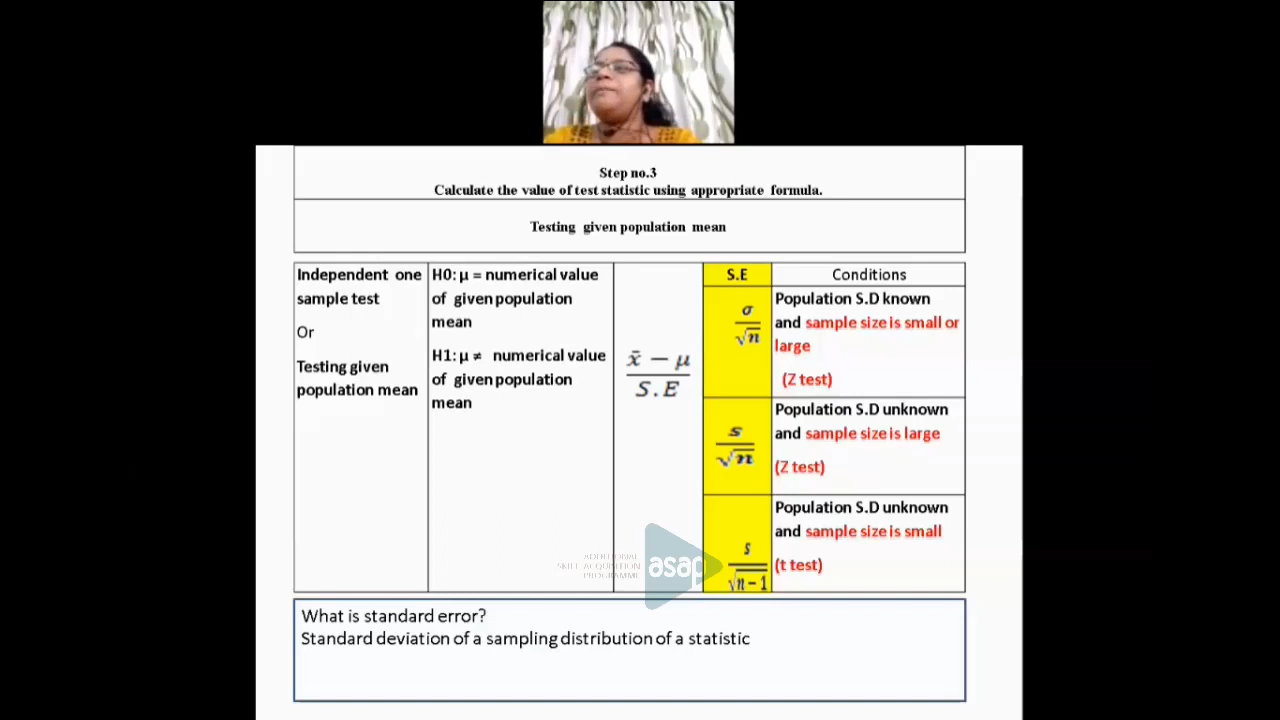 Step no.3
Calculate the value of test statistic using appropriate formula.
Testing given population mean
Independent one
sample test
Or
Testing given
population mean
H0: μ = numerical value
of given population
mean
H1: μ ≠ numerical value
of given population
mean
x̄ − μ
S.E
S.E
Conditions
σ
√n
Population S.D known
and sample size is small or
large
(Z test)
s
√n
Population S.D unknown
and sample size is large
(Z test)
s
√n−1
Population S.D unknown
and sample size is small
(t test)
ADDITIONAL
SKILL ACQUISITION
PROGRAMME
asap
What is standard error?
Standard deviation of a sampling distribution of a statistic